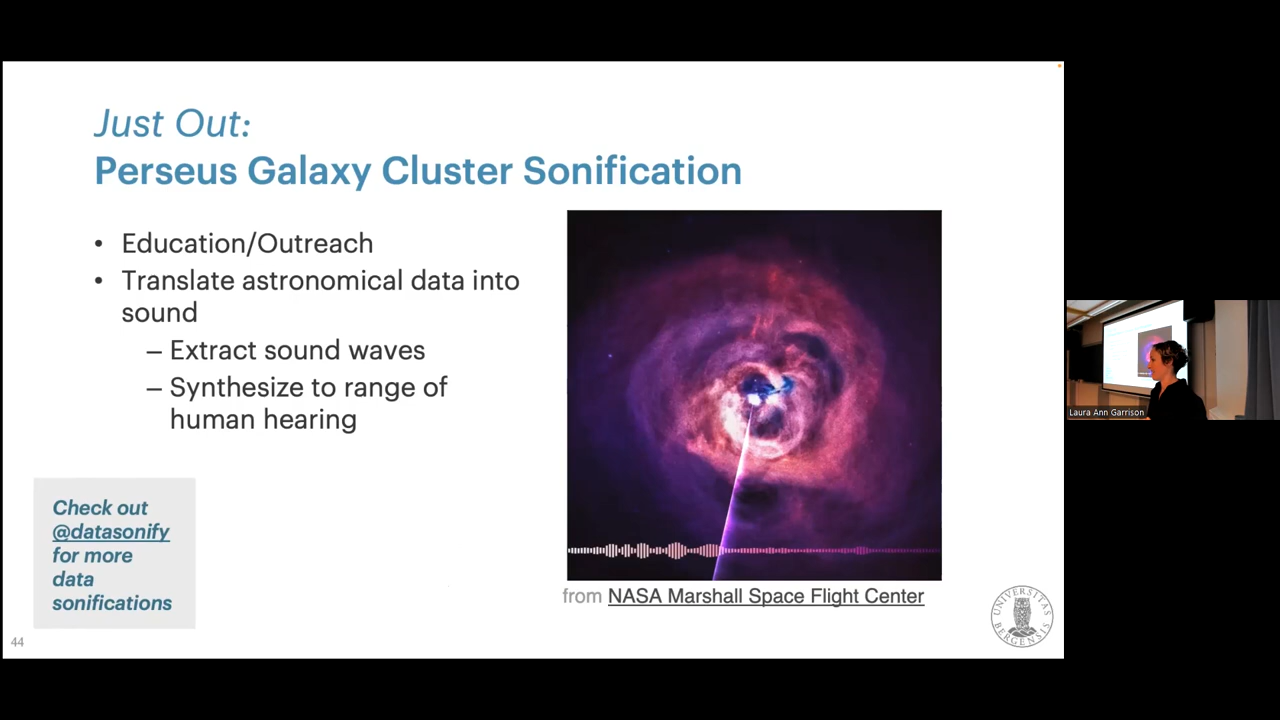 Just Out:
Perseus Galaxy Cluster Sonification
• Education/Outreach
• Translate astronomical data into
sound
– Extract sound waves
– Synthesize to range of
human hearing
Check out
@datasonify
for more
data
sonifications
from NASA Marshall Space Flight Center
UNIVERSITAS
BERGENSIS
44
Laura Ann Garrison